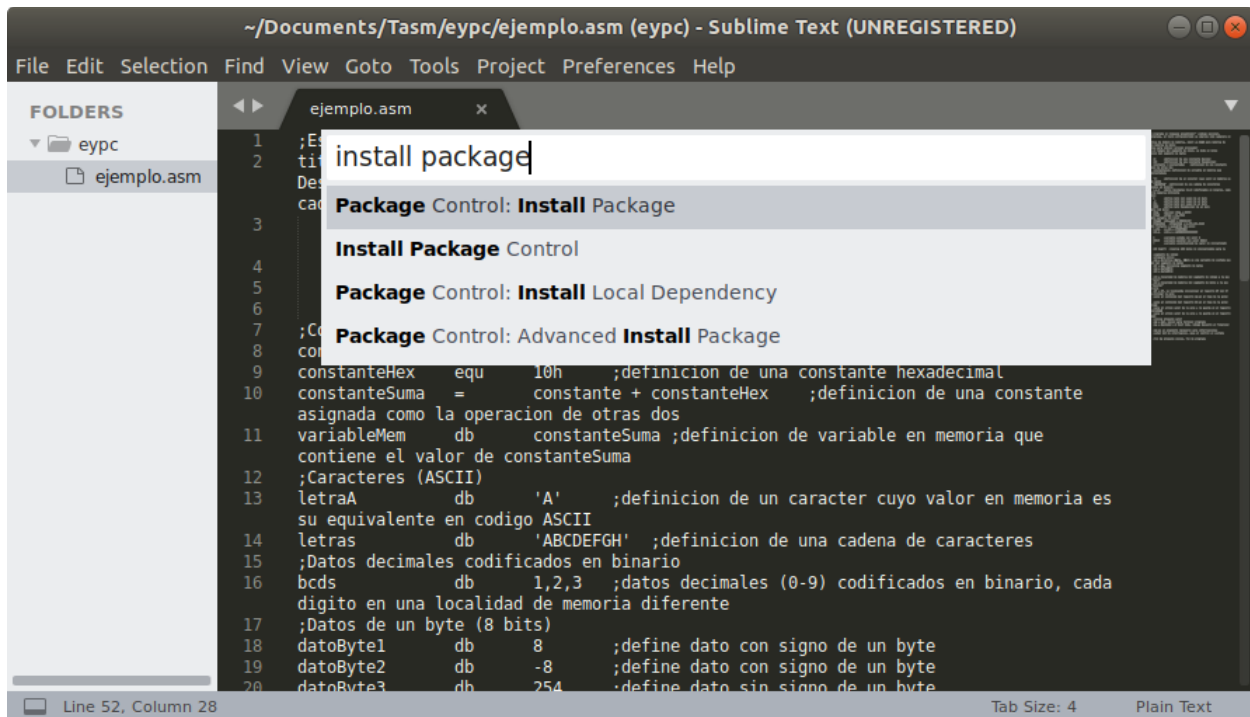 ~/Documents/Tasm/eypc/ejemplo.asm (eypc) - Sublime Text (UNREGISTERED)
File Edit Selection Find View Goto Tools Project Preferences Help
FOLDERS
eypc
ejemplo.asm
ejemplo.asm ×
install package
Package Control: Install Package
Install Package Control
Package Control: Install Local Dependency
Package Control: Advanced Install Package
1 ;Es
2 tit
Des
cad
3
4
5
6
7 ;Co
8 con
9 constanteHex equ 10h ;definicion de una constante hexadecimal
10 constanteSuma = constante + constanteHex ;definicion de una constante
asignada como la operacion de otras dos
11 variableMem db constanteSuma ;definicion de variable en memoria que
contiene el valor de constanteSuma
12 ;Caracteres (ASCII)
13 letraA db 'A' ;definicion de un caracter cuyo valor en memoria es
su equivalente en codigo ASCII
14 letras db 'ABCDEFGH' ;definicion de una cadena de caracteres
15 ;Datos decimales codificados en binario
16 bcds db 1,2,3 ;datos decimales (0-9) codificados en binario, cada
digito en una localidad de memoria diferente
17 ;Datos de un byte (8 bits)
18 datoByte1 db 8 ;define dato con signo de un byte
19 datoByte2 db -8 ;define dato con signo de un byte
20 datoByte3 db 254 ;define dato sin signo de un byte
Line 52, Column 28
Tab Size: 4
Plain Text